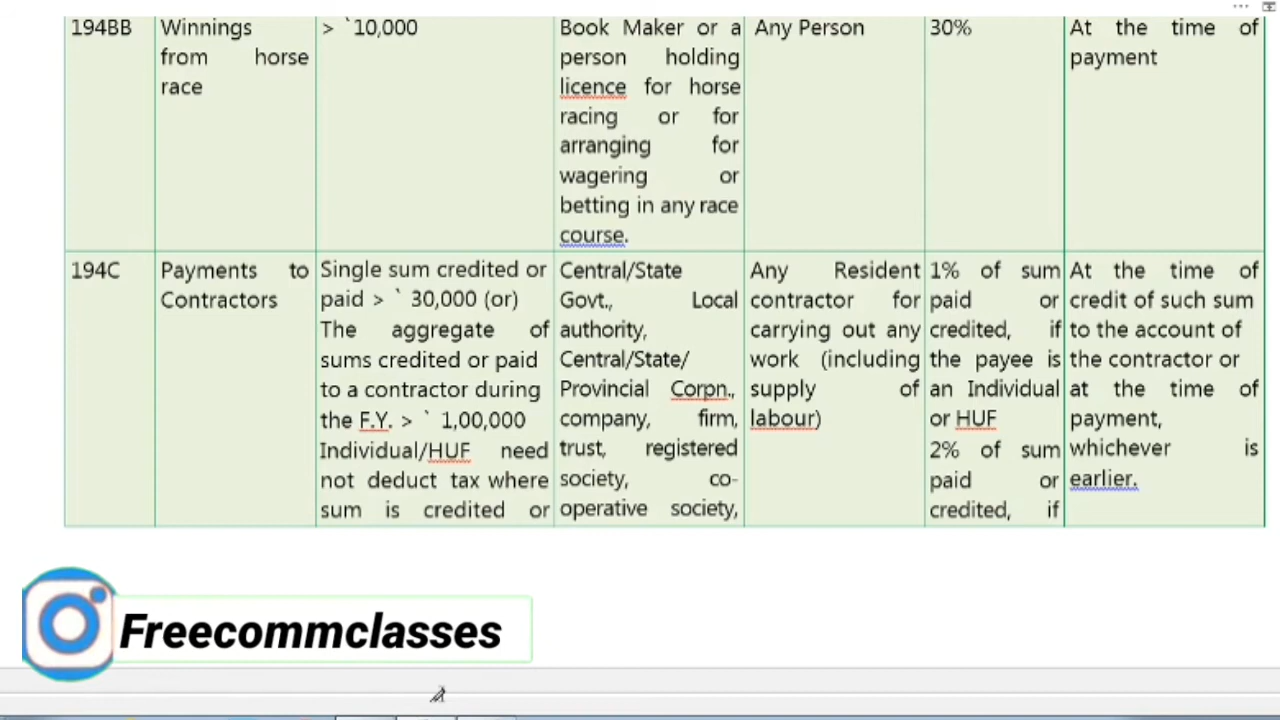 194BB
Winnings
from horse
race
> `10,000
Book Maker or a
person holding
licence for horse
racing or for
arranging for
wagering or
betting in any race
course.
Any Person
30%
At the time of
payment
194C
Payments to
Contractors
Single sum credited or
paid > ` 30,000 (or)
The aggregate of
sums credited or paid
to a contractor during
the F.Y. > ` 1,00,000
Individual/HUF need
not deduct tax where
sum is credited or
Central/State
Govt., Local
authority,
Central/State/
Provincial Corpn.,
company, firm,
trust, registered
society, co-
operative society,
Any Resident
contractor for
carrying out any
work (including
supply of
labour)
1% of sum
paid or
credited, if
the payee is
an Individual
or HUF
2% of sum
paid or
credited, if
At the time of
credit of such sum
to the account of
the contractor or
at the time of
payment,
whichever is
earlier.
Freecommclasses